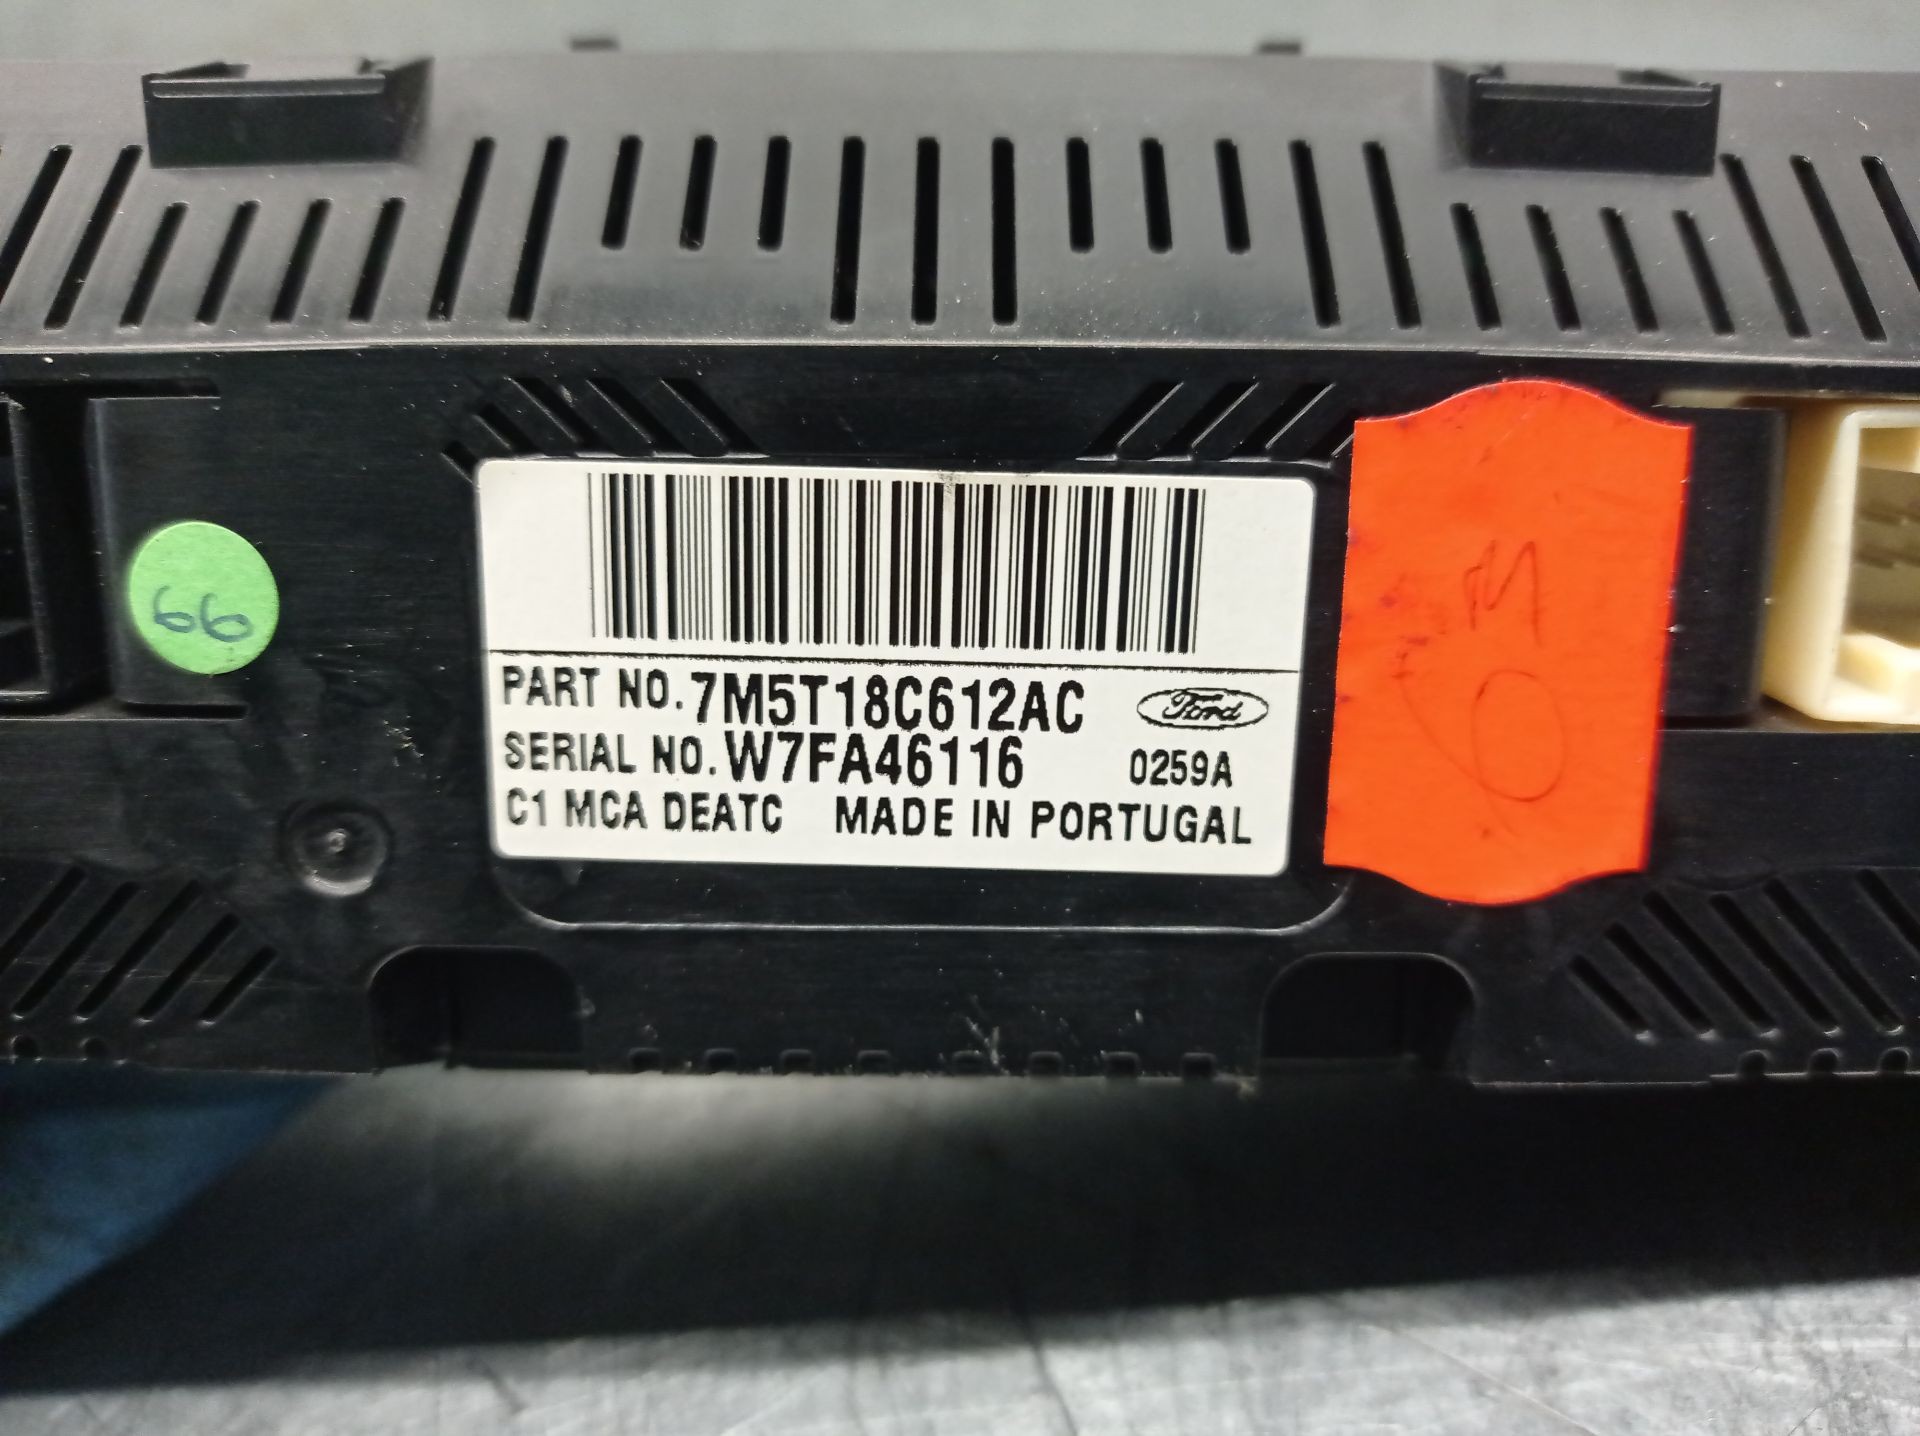 PART NO. 7M5T18C612AC Ford
SERIAL NO. W7FA46116 0259A
C1 MCA DEATC MADE IN PORTUGAL
66